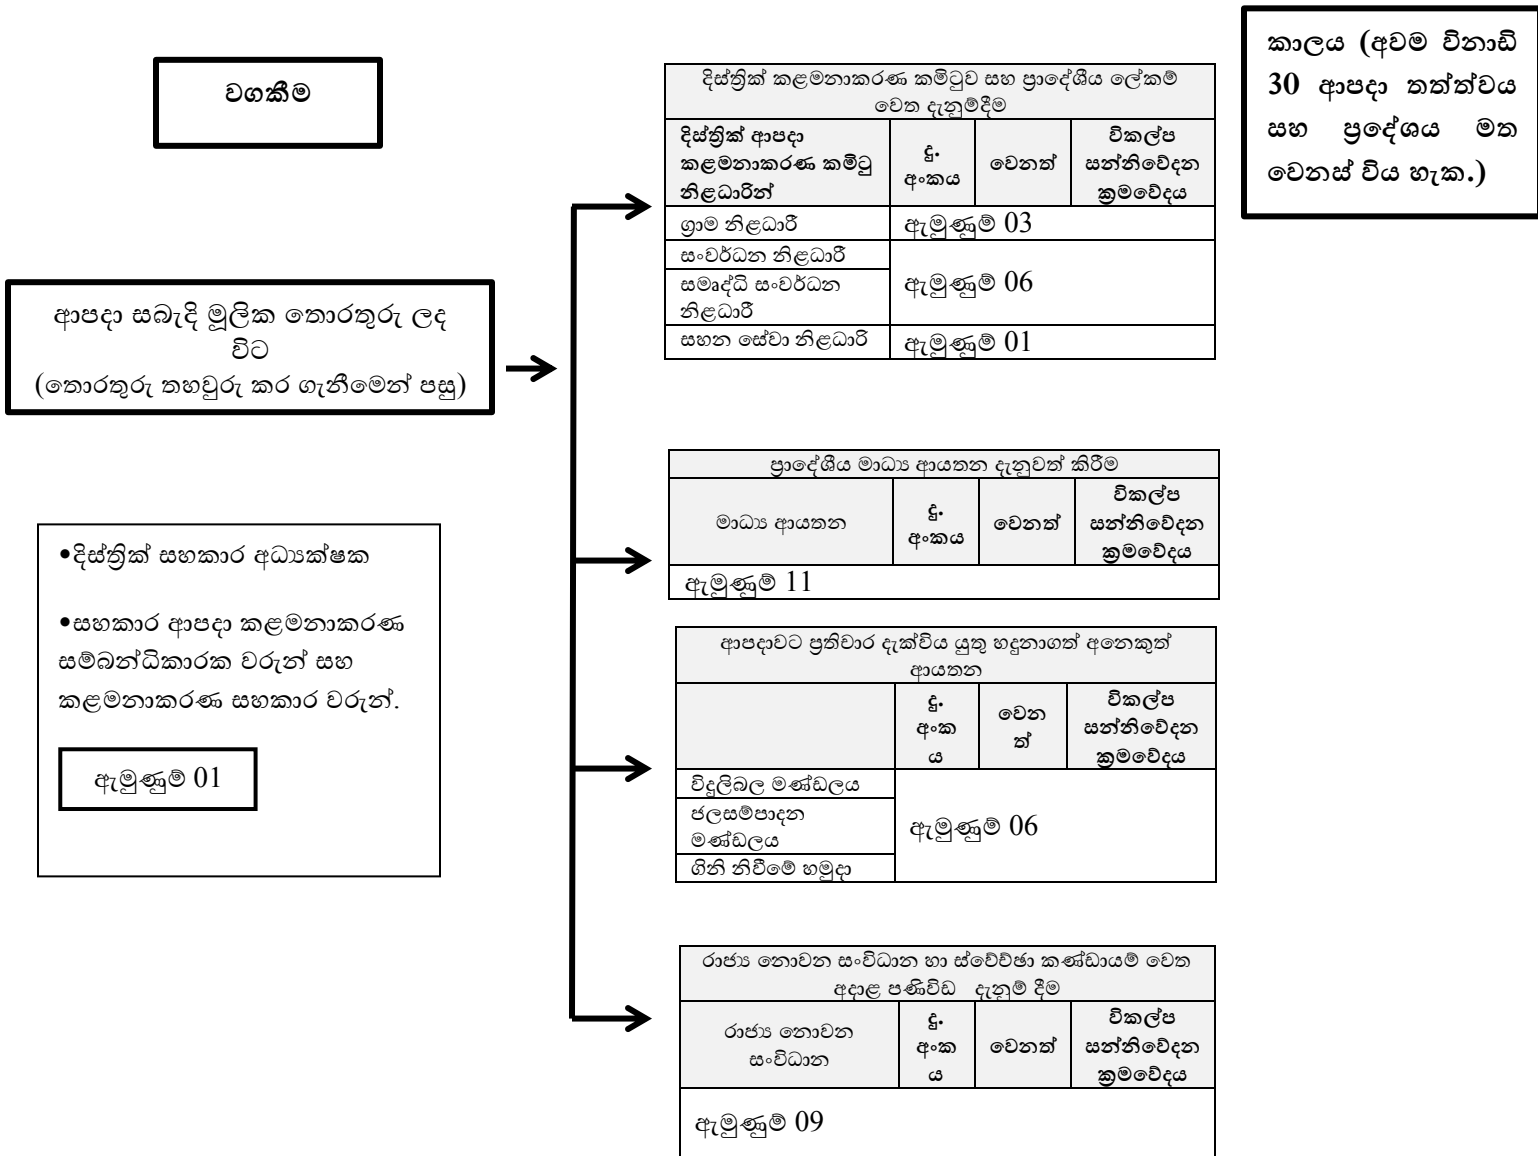 වගකීම
කාලය (අවම විනාඩි
30 ආපදා තත්ත්වය
සහ ප්‍රදේශය මත
වෙනස් විය හැක.)
ආපදා සබැදි මූලික තොරතුරු ලද
විට
(තොරතුරු තහවුරු කර ගැනීමෙන් පසු)
•දිස්ත්‍රික් සහකාර අධ්‍යක්ෂක
•සහකාර ආපදා කළමනාකරණ
සම්බන්ධිකාරක වරුන් සහ
කළමනාකරණ සහකාර වරුන්.
ඇමුණුම් 01
දිස්ත්‍රික් කළමනාකරණ කමිටුව සහ ප්‍රාදේශීය ලේකම්
වෙත දැනුම්දීම
දිස්ත්‍රික් ආපදා
කළමනාකරණ කමිටු
නිළධාරින්
දු.
අංකය
වෙනත්
විකල්ප
සන්නිවේදන
ක්‍රමවේදය
ග්‍රාම නිළධාරී
ඇමුණුම් 03
සංවර්ධන නිළධාරී
සමෘද්ධි සංවර්ධන
නිළධාරී
ඇමුණුම් 06
සහන සේවා නිළධාරි
ඇමුණුම් 01
ප්‍රාදේශීය මාධ්‍ය ආයතන දැනුවත් කිරීම
මාධ්‍ය ආයතන
දු.
අංකය
වෙනත්
විකල්ප
සන්නිවේදන
ක්‍රමවේදය
ඇමුණුම් 11
ආපදාවට ප්‍රතිචාර දැක්විය යුතු හදුනාගත් අනෙකුත්
ආයතන
දු.
අංක
ය
වෙන
ත්
විකල්ප
සන්නිවේදන
ක්‍රමවේදය
විදුලිබල මණ්ඩලය
ජලසම්පාදන
මණ්ඩලය
ගිනි නිවීමේ හමුදා
ඇමුණුම් 06
රාජ්‍ය නොවන සංවිධාන හා ස්වේච්ඡා කණ්ඩායම් වෙත
අදාළ පණිවිඩ දැනුම් දීම
රාජ්‍ය නොවන
සංවිධාන
දු.
අංක
ය
වෙනත්
විකල්ප
සන්නිවේදන
ක්‍රමවේදය
ඇමුණුම් 09